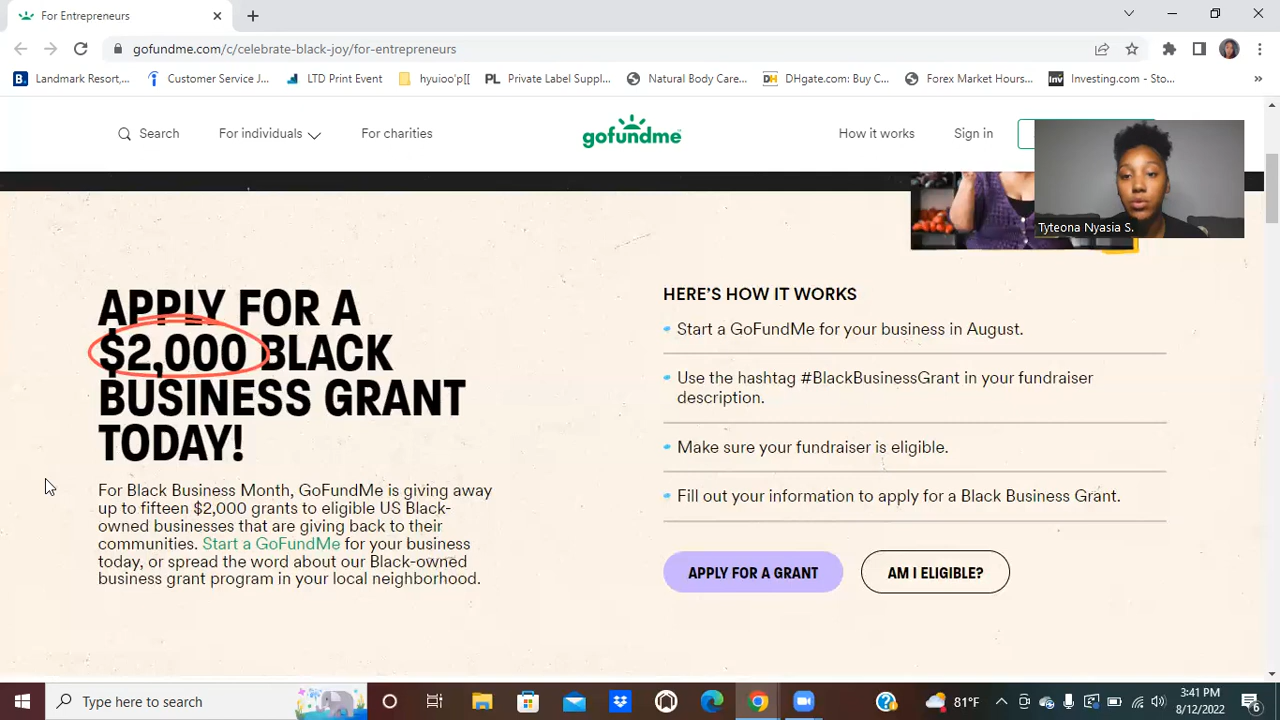 For Entrepreneurs
gofundme.com/c/celebrate-black-joy/for-entrepreneurs
B. Landmark Resort,... Customer Service J... LTD Print Event hyuioo'p[[ PL Private Label Suppl... Natural Body Care... DH DHgate.com: Buy C... Forex Market Hours... Inv Investing.com - Sto...
Search For individuals For charities gofundme How it works Sign in
Tyteona Nyasia S.
APPLY FOR A
$2,000 BLACK
BUSINESS GRANT
TODAY!
For Black Business Month, GoFundMe is giving away
up to fifteen $2,000 grants to eligible US Black-
owned businesses that are giving back to their
communities. Start a GoFundMe for your business
today, or spread the word about our Black-owned
business grant program in your local neighborhood.
HERE'S HOW IT WORKS
Start a GoFundMe for your business in August.
Use the hashtag #BlackBusinessGrant in your fundraiser
description.
Make sure your fundraiser is eligible.
Fill out your information to apply for a Black Business Grant.
APPLY FOR A GRANT AM I ELIGIBLE?
Type here to search 81°F 3:41 PM
8/12/2022 6